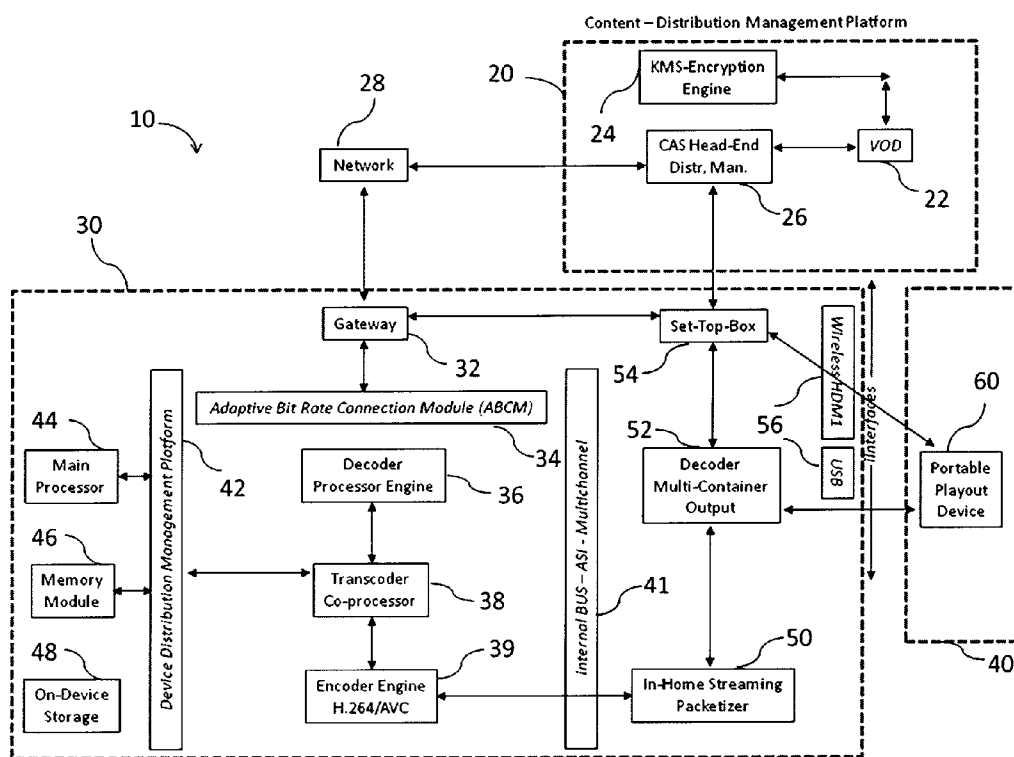 Content – Distribution Management Platform
20
KMS-Encryption
Engine
24
28
10
Network
CAS Head-End
Distr, Man.
VOD
26
22
30
Gateway
32
Set-Top-Box
54
Wireless/HDM1
iInterfaces
Adaptive Bit Rate Connection Module (ABCM)
34
44
Main
Processor
Device Distribution Management Platform
42
Decoder
Processor Engine
36
52
56
Decoder
Multi-Container
Output
USB
60
Portable
Playout
Device
46
Memory
Module
Transcoder
Co-processor
38
Internal BUS – ASI - Multichannel
41
48
On-Device
Storage
39
Encoder Engine
H.264/AVC
50
In-Home Streaming
Packetizer
40